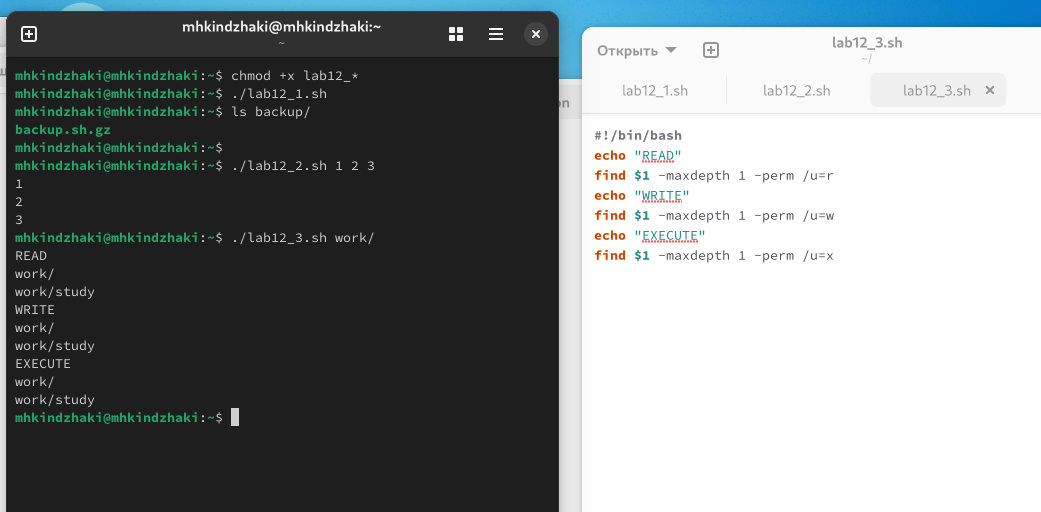 mhkindzhaki@mhkindzhaki:~
~
mhkindzhaki@mhkindzhaki:~$ chmod +x lab12_*
mhkindzhaki@mhkindzhaki:~$ ./lab12_1.sh
mhkindzhaki@mhkindzhaki:~$ ls backup/
backup.sh.gz
mhkindzhaki@mhkindzhaki:~$
mhkindzhaki@mhkindzhaki:~$ ./lab12_2.sh 1 2 3
1
2
3
mhkindzhaki@mhkindzhaki:~$ ./lab12_3.sh work/
READ
work/
work/study
WRITE
work/
work/study
EXECUTE
work/
work/study
mhkindzhaki@mhkindzhaki:~$
Открыть
lab12_3.sh
~/
lab12_1.sh
lab12_2.sh
lab12_3.sh
#!/bin/bash
echo "READ"
find $1 -maxdepth 1 -perm /u=r
echo "WRITE"
find $1 -maxdepth 1 -perm /u=w
echo "EXECUTE"
find $1 -maxdepth 1 -perm /u=x